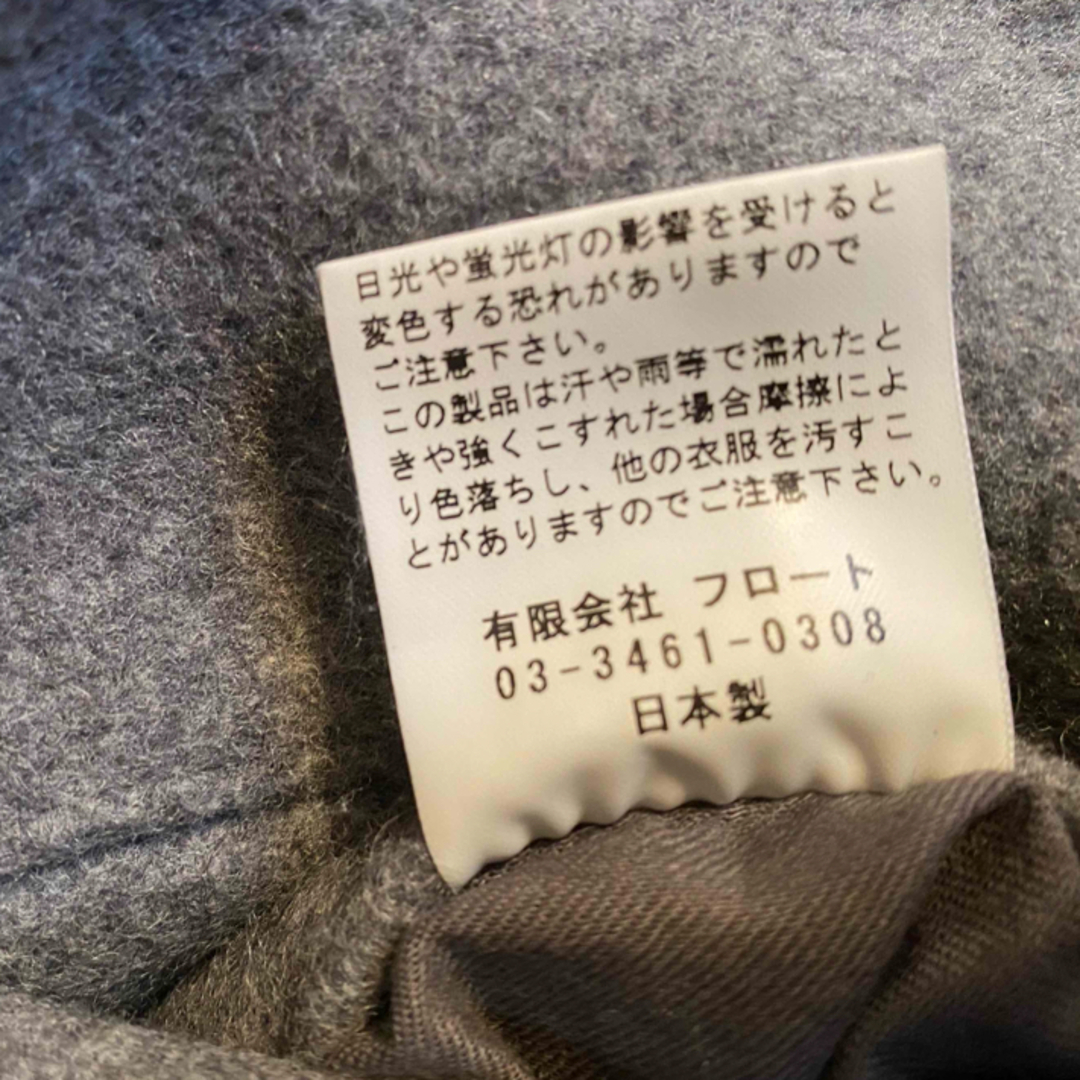 日光や蛍光灯の影響を受けると
変色する恐れがありますので
ご注意下さい。
この製品は汗や雨等で濡れたと
きや強くこすれた場合摩擦によ
り色落ちし、他の衣服を汚すこ
とがありますのでご注意下さい。
有限会社 フロート
03-3461-0308
日本製